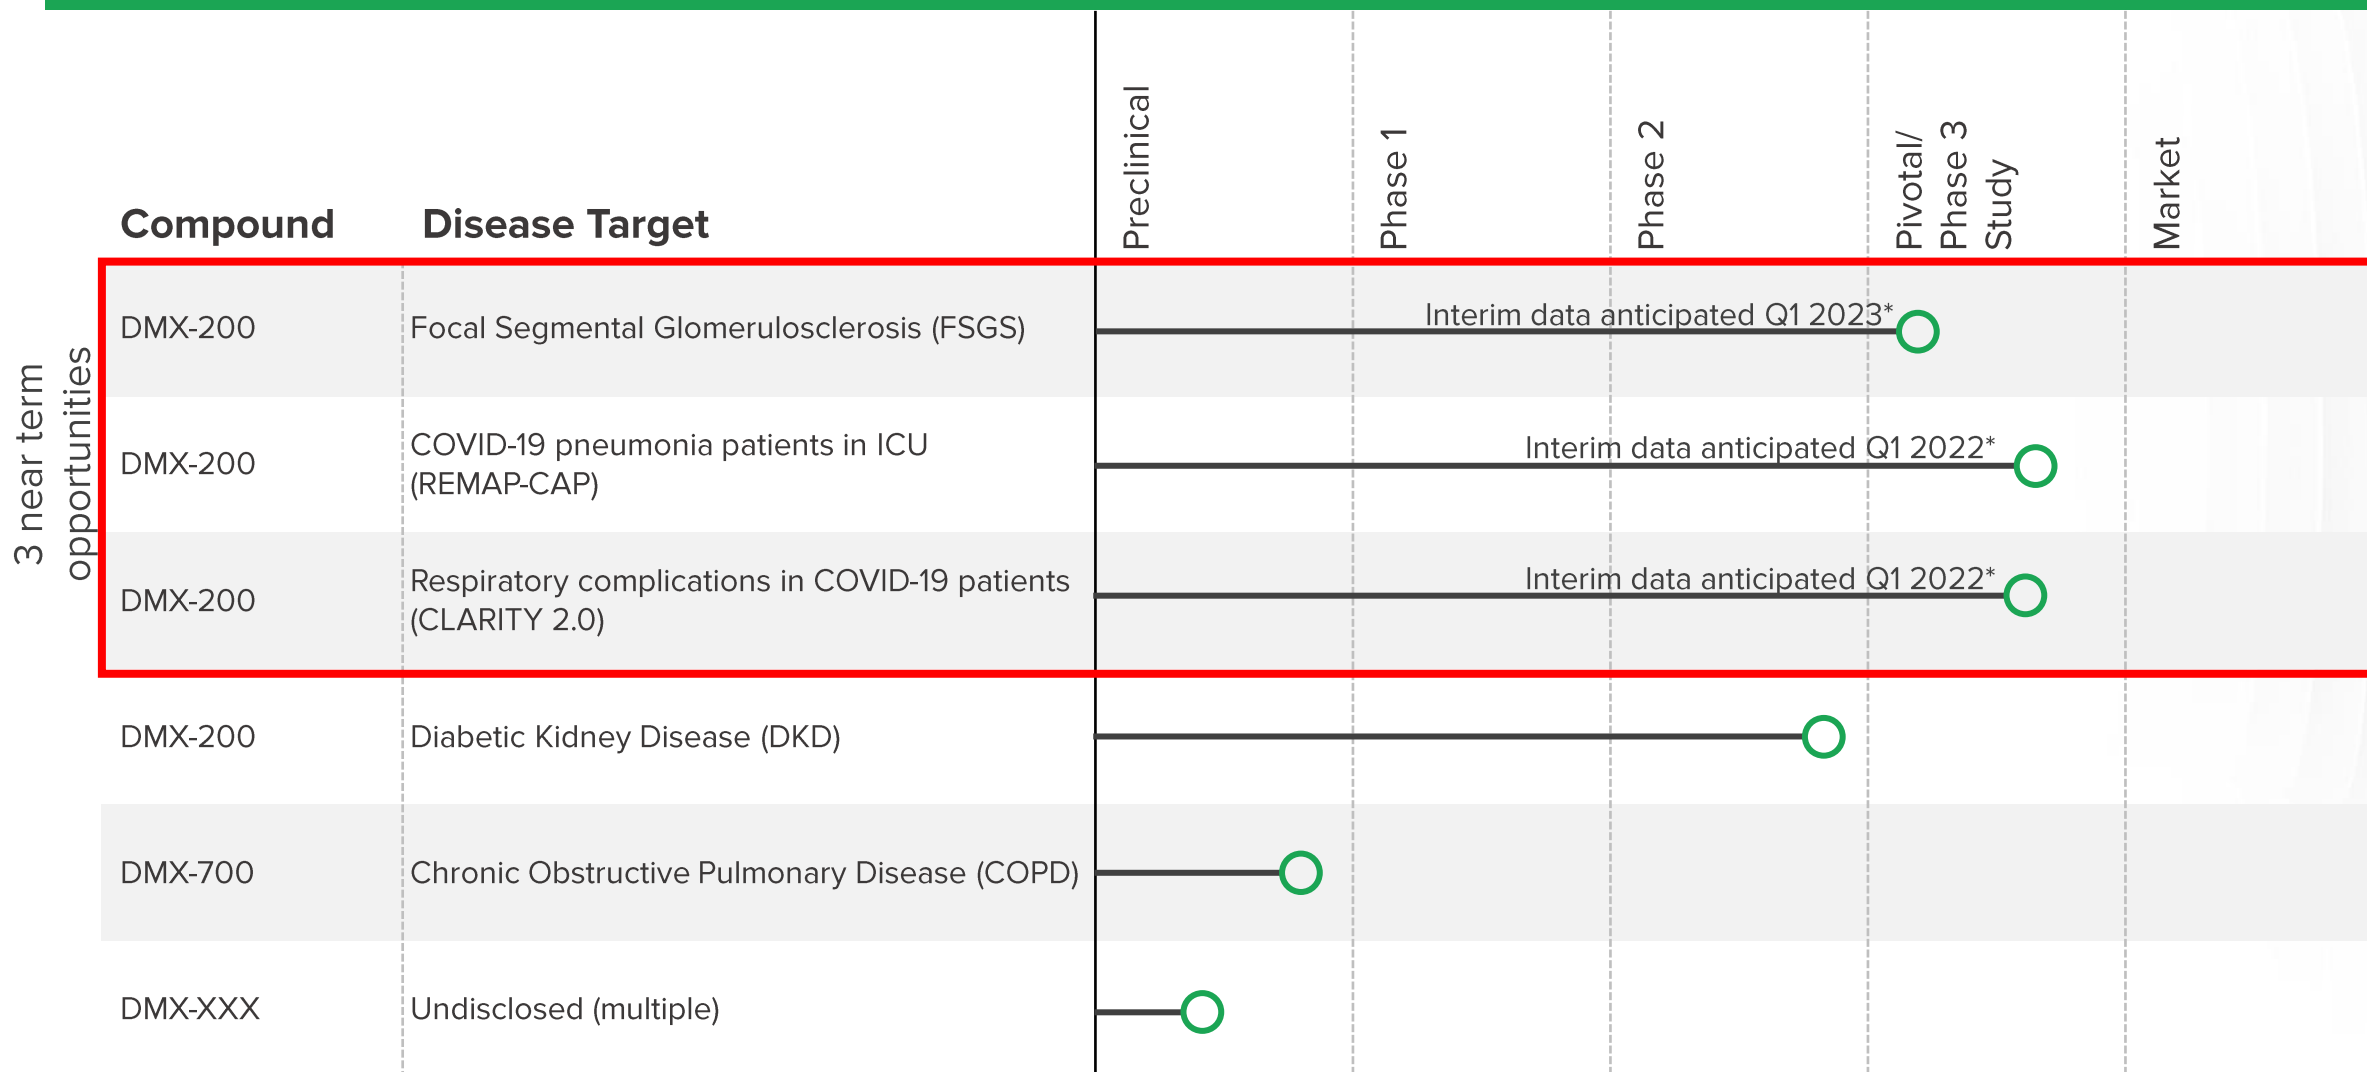 Preclinical
Phase 1
Phase 2
Pivotal/
Phase 3
Study
Market
Compound
Disease Target
3 near term
opportunities
DMX-200
Focal Segmental Glomerulosclerosis (FSGS)
Interim data anticipated Q1 2023*
DMX-200
COVID-19 pneumonia patients in ICU
(REMAP-CAP)
Interim data anticipated Q1 2022*
DMX-200
Respiratory complications in COVID-19 patients
(CLARITY 2.0)
Interim data anticipated Q1 2022*
DMX-200
Diabetic Kidney Disease (DKD)
DMX-700
Chronic Obstructive Pulmonary Disease (COPD)
DMX-XXX
Undisclosed (multiple)